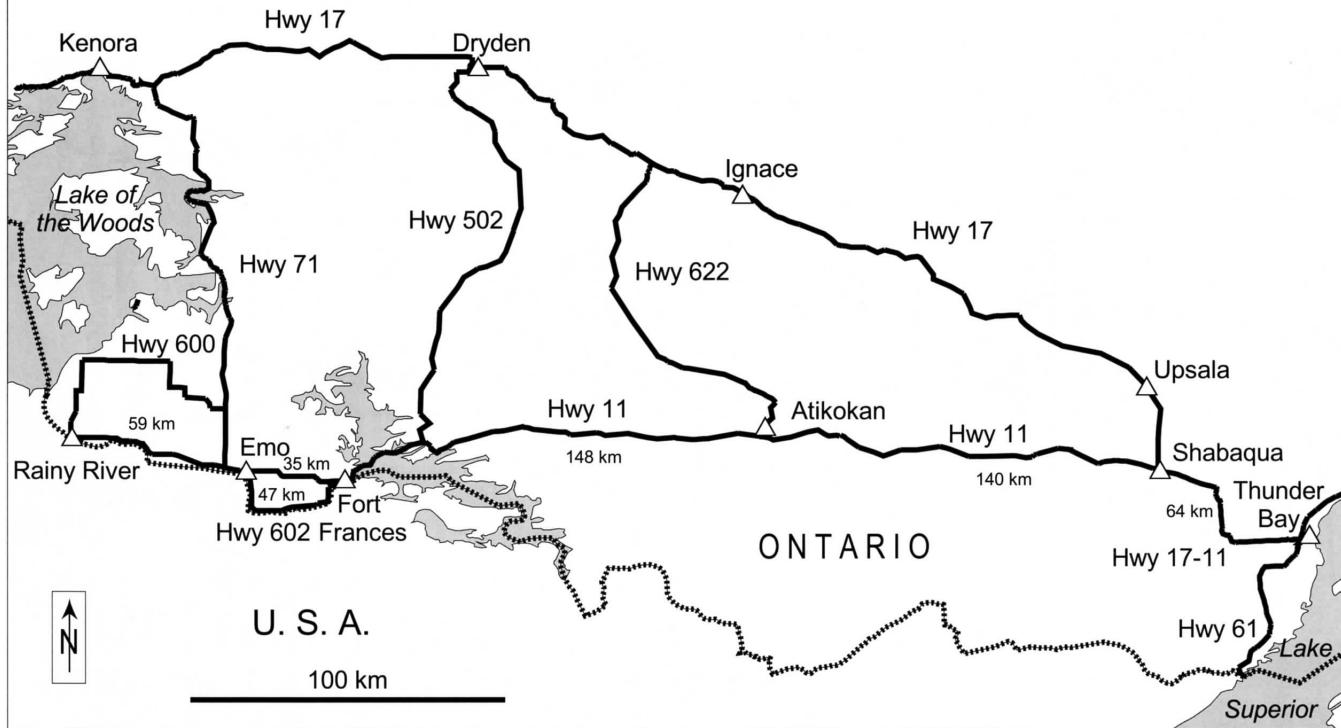 Hwy 17
Kenora
Dryden
Ignace
Lake of
the Woods
Hwy 502
Hwy 17
Hwy 71
Hwy 622
Hwy 600
Upsala
59 km
Hwy 11
Atikokan
Hwy 11
Shabaqua
Rainy River
Emo
35 km
148 km
140 km
47 km
Fort
Frances
Hwy 602
64 km
Thunder
Bay
ONTARIO
Hwy 17-11
N
U. S. A.
Hwy 61
Lake
Superior
100 km